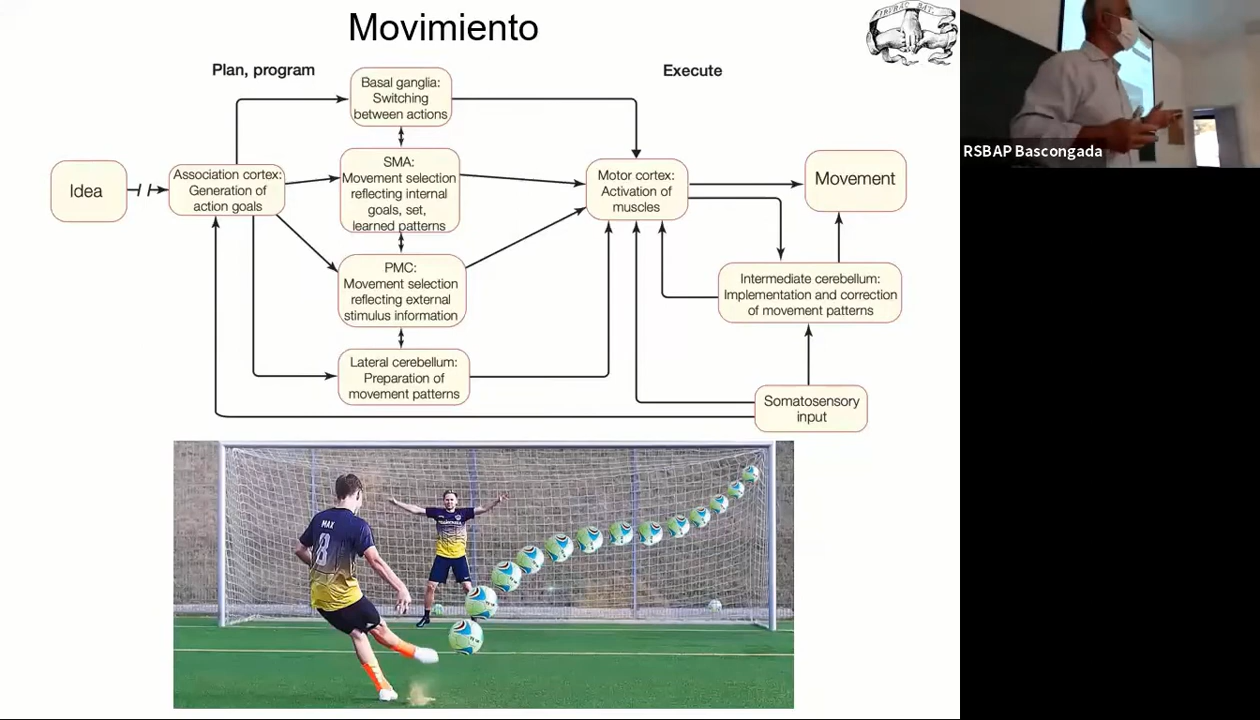 Movimiento
IRURAC BAT.
Plan, program
Execute
Basal ganglia:
Switching
between actions
SMA:
Movement selection
reflecting internal
goals, set,
learned patterns
Idea
Association cortex:
Generation of
action goals
Motor cortex:
Activation of
muscles
Movement
PMC:
Movement selection
reflecting external
stimulus information
Intermediate cerebellum:
Implementation and correction
of movement patterns
Lateral cerebellum:
Preparation of
movement patterns
Somatosensory
input
MAX
8
RSBAP Bascongada